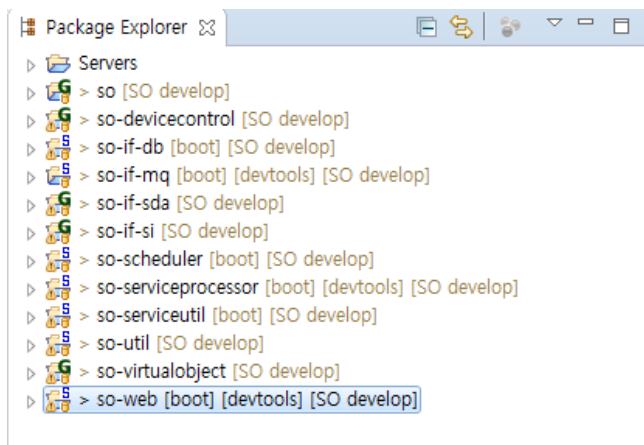 Package Explorer
Servers
> so [SO develop]
> so-devicecontrol [SO develop]
> so-if-db [boot] [SO develop]
> so-if-mq [boot] [devtools] [SO develop]
> so-if-sda [SO develop]
> so-if-si [SO develop]
> so-scheduler [boot] [SO develop]
> so-serviceprocessor [boot] [devtools] [SO develop]
> so-serviceutil [boot] [SO develop]
> so-util [SO develop]
> so-virtualobject [SO develop]
> so-web [boot] [devtools] [SO develop]